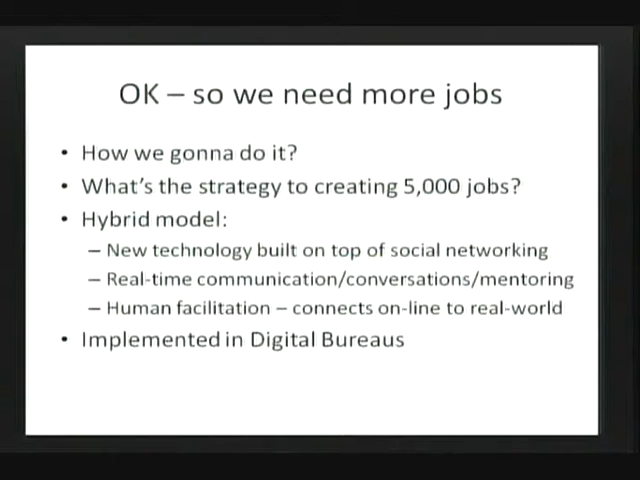 OK – so we need more jobs
• How we gonna do it?
• What's the strategy to creating 5,000 jobs?
• Hybrid model:
– New technology built on top of social networking
– Real-time communication/conversations/mentoring
– Human facilitation – connects on-line to real-world
• Implemented in Digital Bureaus